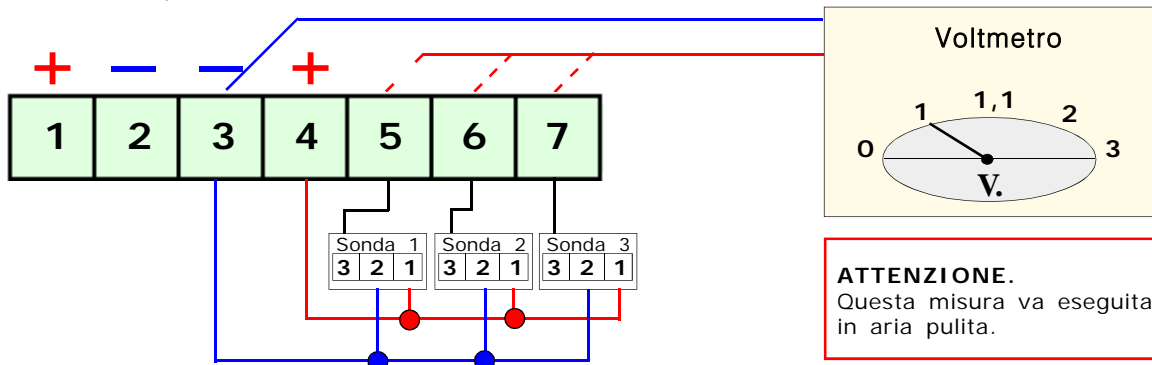 Voltmetro
+ — — +
1 2 3 4 5 6 7
0 1 1,1 2 3
V.
Sonda 1 Sonda 2 Sonda 3
3 2 1 3 2 1 3 2 1
ATTENZIONE.
Questa misura va eseguita
in aria pulita.